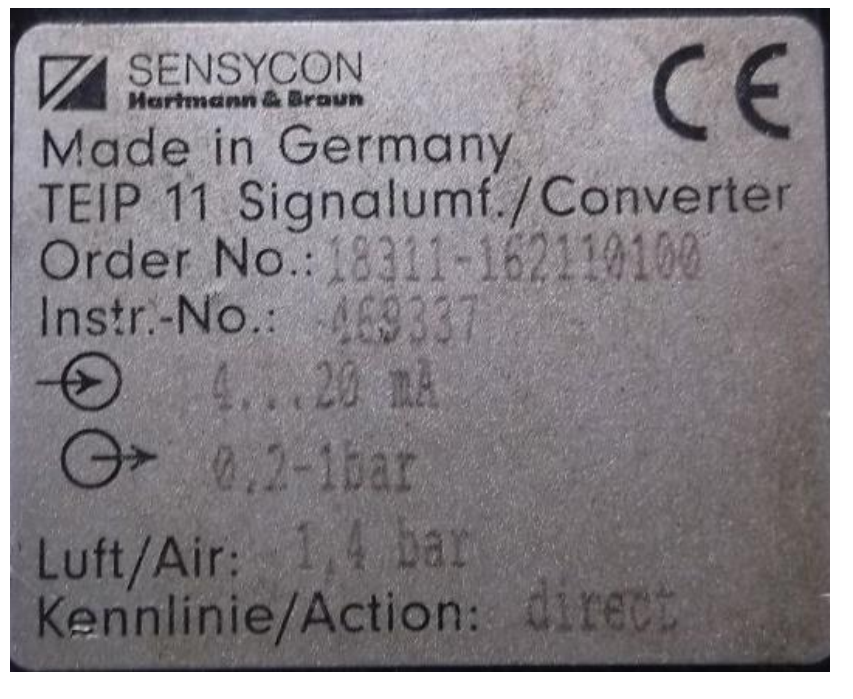 SENSYCON
Hartmann & Braun
CE
Made in Germany
TEIP 11 Signalumf./Converter
Order No.: 18311-162110100
Instr.-No.: 469337
4...20 mA
0,2-1bar
Luft/Air: 1,4 bar
Kennlinie/Action: direct